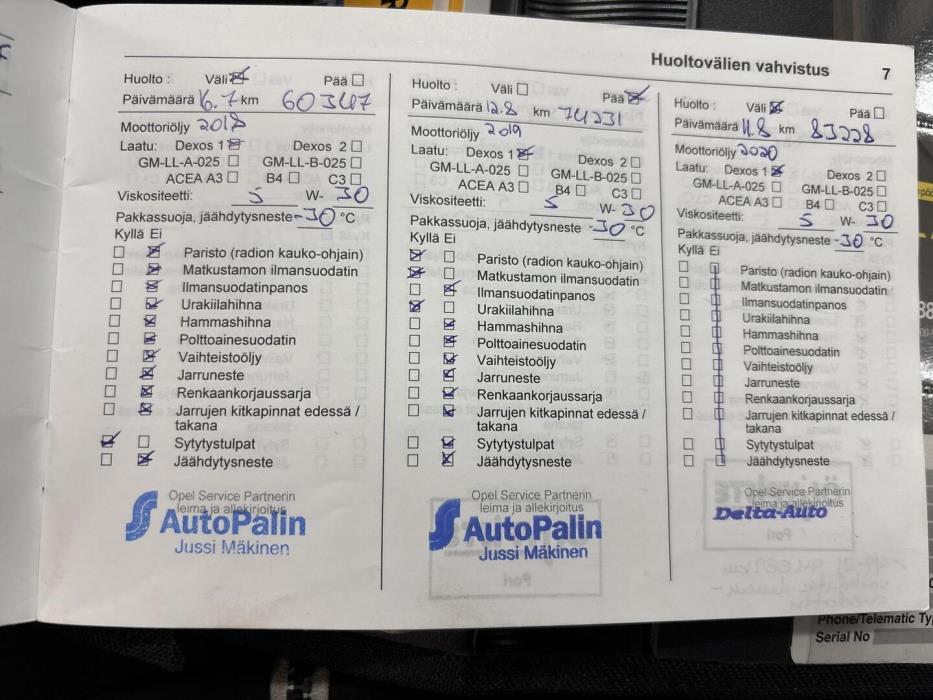 Huoltovälien vahvistus 7
Huolto : Väli ☒ Pää ☐
Päivämäärä 16.7 km 60347
Moottoriöljy 2018
Laatu: Dexos 1 ☒ Dexos 2 ☐
GM-LL-A-025 ☐ GM-LL-B-025 ☐
ACEA A3 ☐ B4 ☐ C3 ☐
Viskositeetti: 5 W- 30
Pakkassuoja, jäähdytysneste -30 °C
Kyllä Ei
☐ ☒ Paristo (radion kauko-ohjain)
☐ ☒ Matkustamon ilmansuodatin
☐ ☒ Ilmansuodatinpanos
☐ ☒ Urakiilahihna
☐ ☒ Hammashihna
☐ ☒ Polttoainesuodatin
☐ ☒ Vaihteistoöljy
☐ ☒ Jarruneste
☐ ☒ Renkaankorjaussarja
☐ ☒ Jarrujen kitkapinnat edessä /
takana
☒ ☐ Sytytystulpat
☐ ☒ Jäähdytysneste
Opel Service Partnerin
leima ja allekirjoitus
AutoPalin
Jussi Mäkinen
Huolto : Väli ☐ Pää ☒
Päivämäärä 12.8 km 74231
Moottoriöljy 2019
Laatu: Dexos 1 ☒ Dexos 2 ☐
GM-LL-A-025 ☐ GM-LL-B-025 ☐
ACEA A3 ☐ B4 ☐ C3 ☐
Viskositeetti: 5 W- 30
Pakkassuoja, jäähdytysneste -30 °C
Kyllä Ei
☒ ☐ Paristo (radion kauko-ohjain)
☒ ☐ Matkustamon ilmansuodatin
☐ ☒ Ilmansuodatinpanos
☒ ☐ Urakiilahihna
☐ ☒ Hammashihna
☐ ☒ Polttoainesuodatin
☐ ☒ Vaihteistoöljy
☐ ☒ Jarruneste
☐ ☒ Renkaankorjaussarja
☐ ☒ Jarrujen kitkapinnat edessä /
takana
☐ ☒ Sytytystulpat
☐ ☒ Jäähdytysneste
Opel Service Partnerin
leima ja allekirjoitus
AutoPalin
Jussi Mäkinen
Huolto : Väli ☒ Pää ☐
Päivämäärä 11.8 km 83228
Moottoriöljy 2020
Laatu: Dexos 1 ☒ Dexos 2 ☐
GM-LL-A-025 ☐ GM-LL-B-025 ☐
ACEA A3 ☐ B4 ☐ C3 ☐
Viskositeetti: 5 W- 30
Pakkassuoja, jäähdytysneste -30 °C
Kyllä Ei
☐ ☐ Paristo (radion kauko-ohjain)
☐ ☐ Matkustamon ilmansuodatin
☐ ☐ Ilmansuodatinpanos
☐ ☐ Urakiilahihna
☐ ☐ Hammashihna
☐ ☐ Polttoainesuodatin
☐ ☐ Vaihteistoöljy
☐ ☐ Jarruneste
☐ ☐ Renkaankorjaussarja
☐ ☐ Jarrujen kitkapinnat edessä /
takana
☐ ☐ Sytytystulpat
☐ ☐ Jäähdytysneste
Opel Service Partnerin
leima ja allekirjoitus
Delta-Auto
Phone/Telematic Ty
Serial No